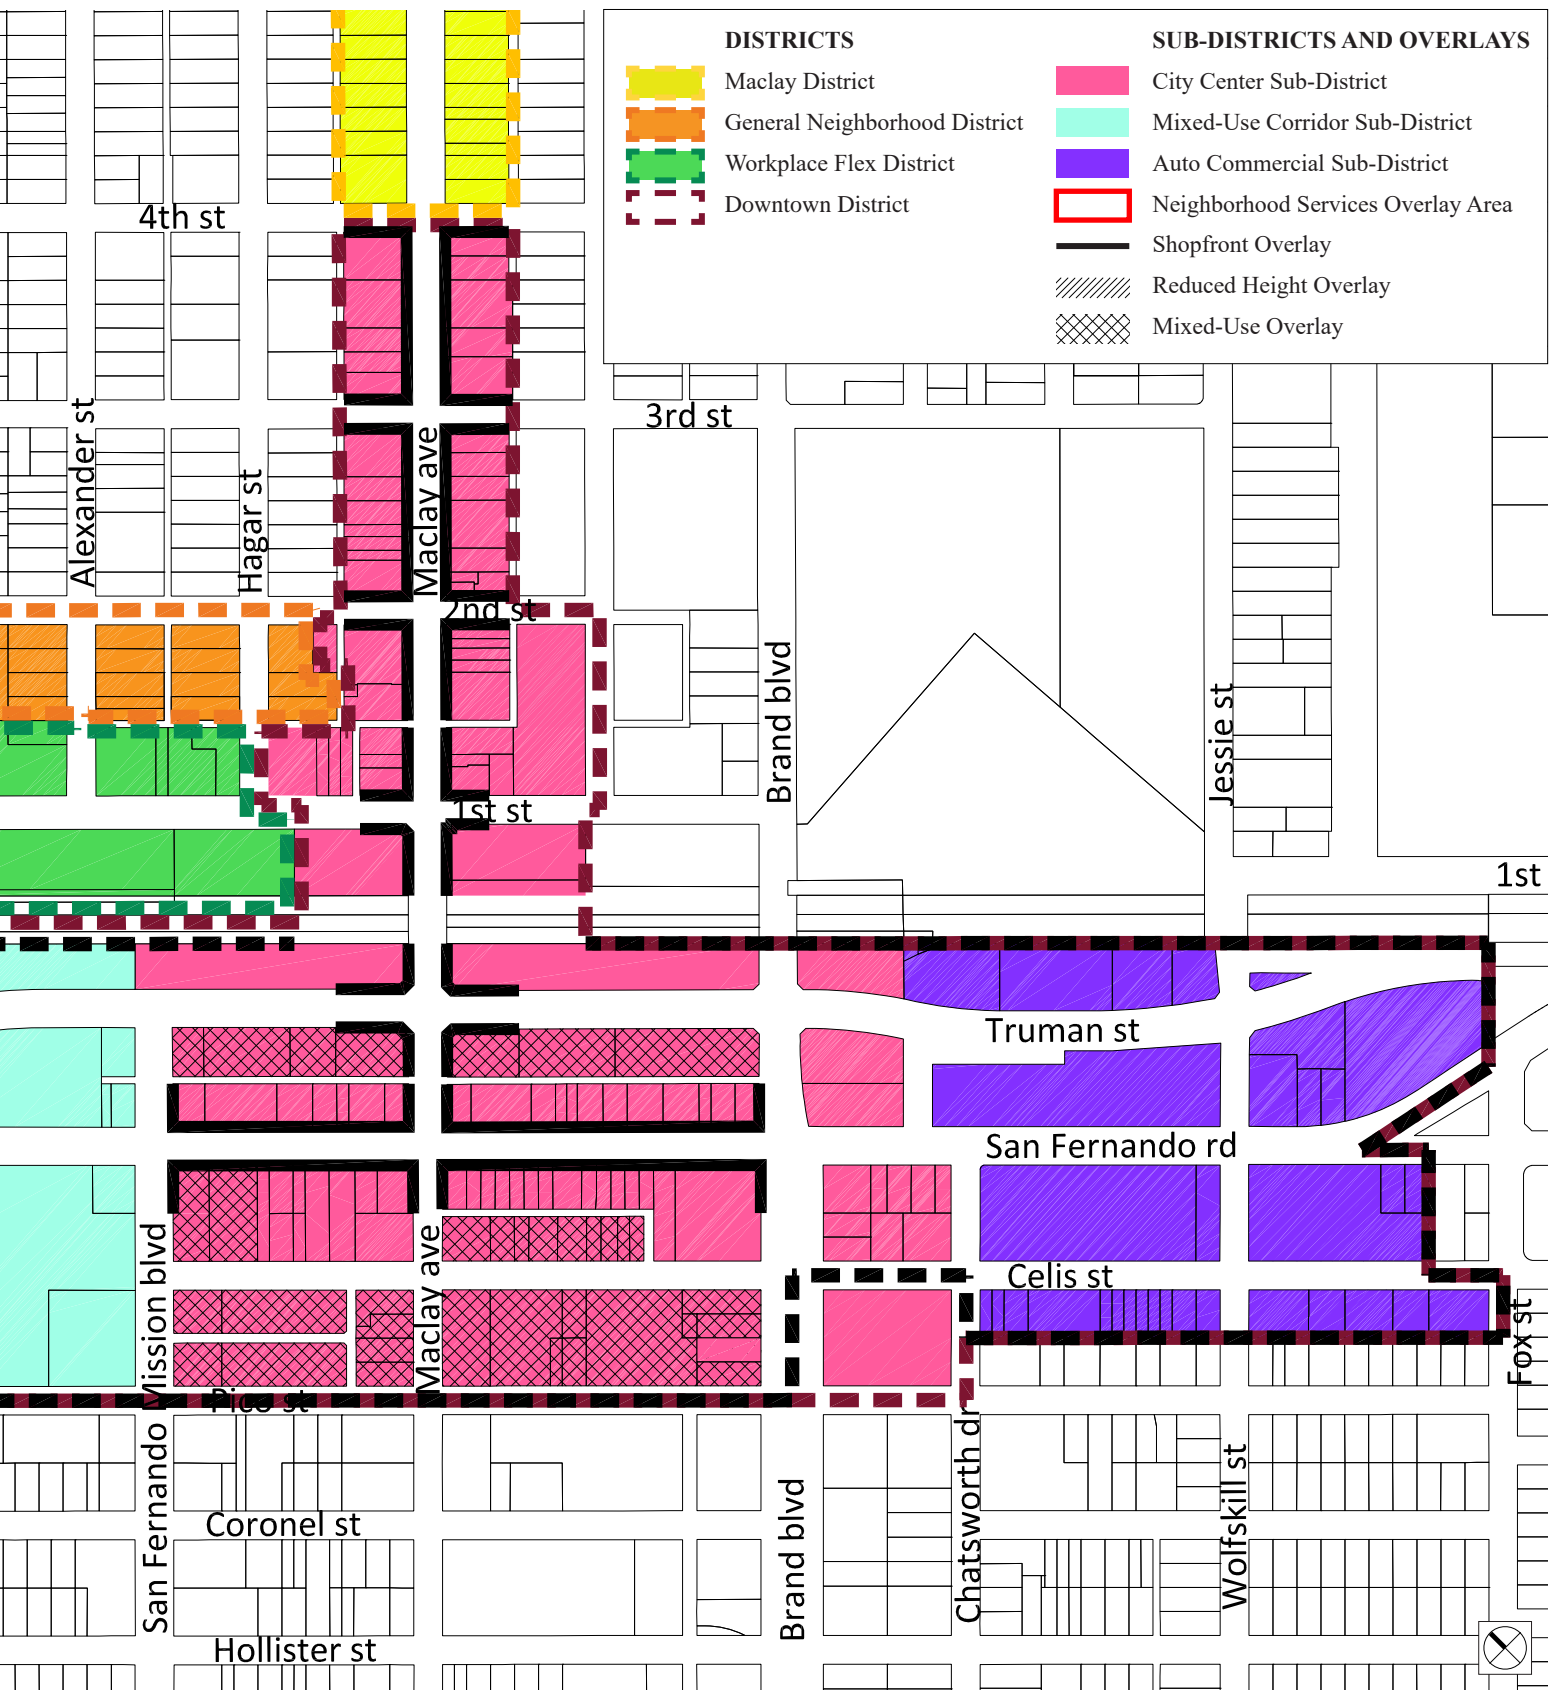 DISTRICTS
Maclay District
General Neighborhood District
Workplace Flex District
Downtown District
SUB-DISTRICTS AND OVERLAYS
City Center Sub-District
Mixed-Use Corridor Sub-District
Auto Commercial Sub-District
Neighborhood Services Overlay Area
Shopfront Overlay
Reduced Height Overlay
Mixed-Use Overlay
4th st
3rd st
Alexander st
Hagar st
Maclay ave
2nd st
Brand blvd
Jessie st
1st st
1st
Truman st
San Fernando rd
Celis st
San Fernando Mission blvd
Maclay ave
Fox st
Pico st
Chatsworth dr
Wolfskill st
Brand blvd
Coronel st
Hollister st